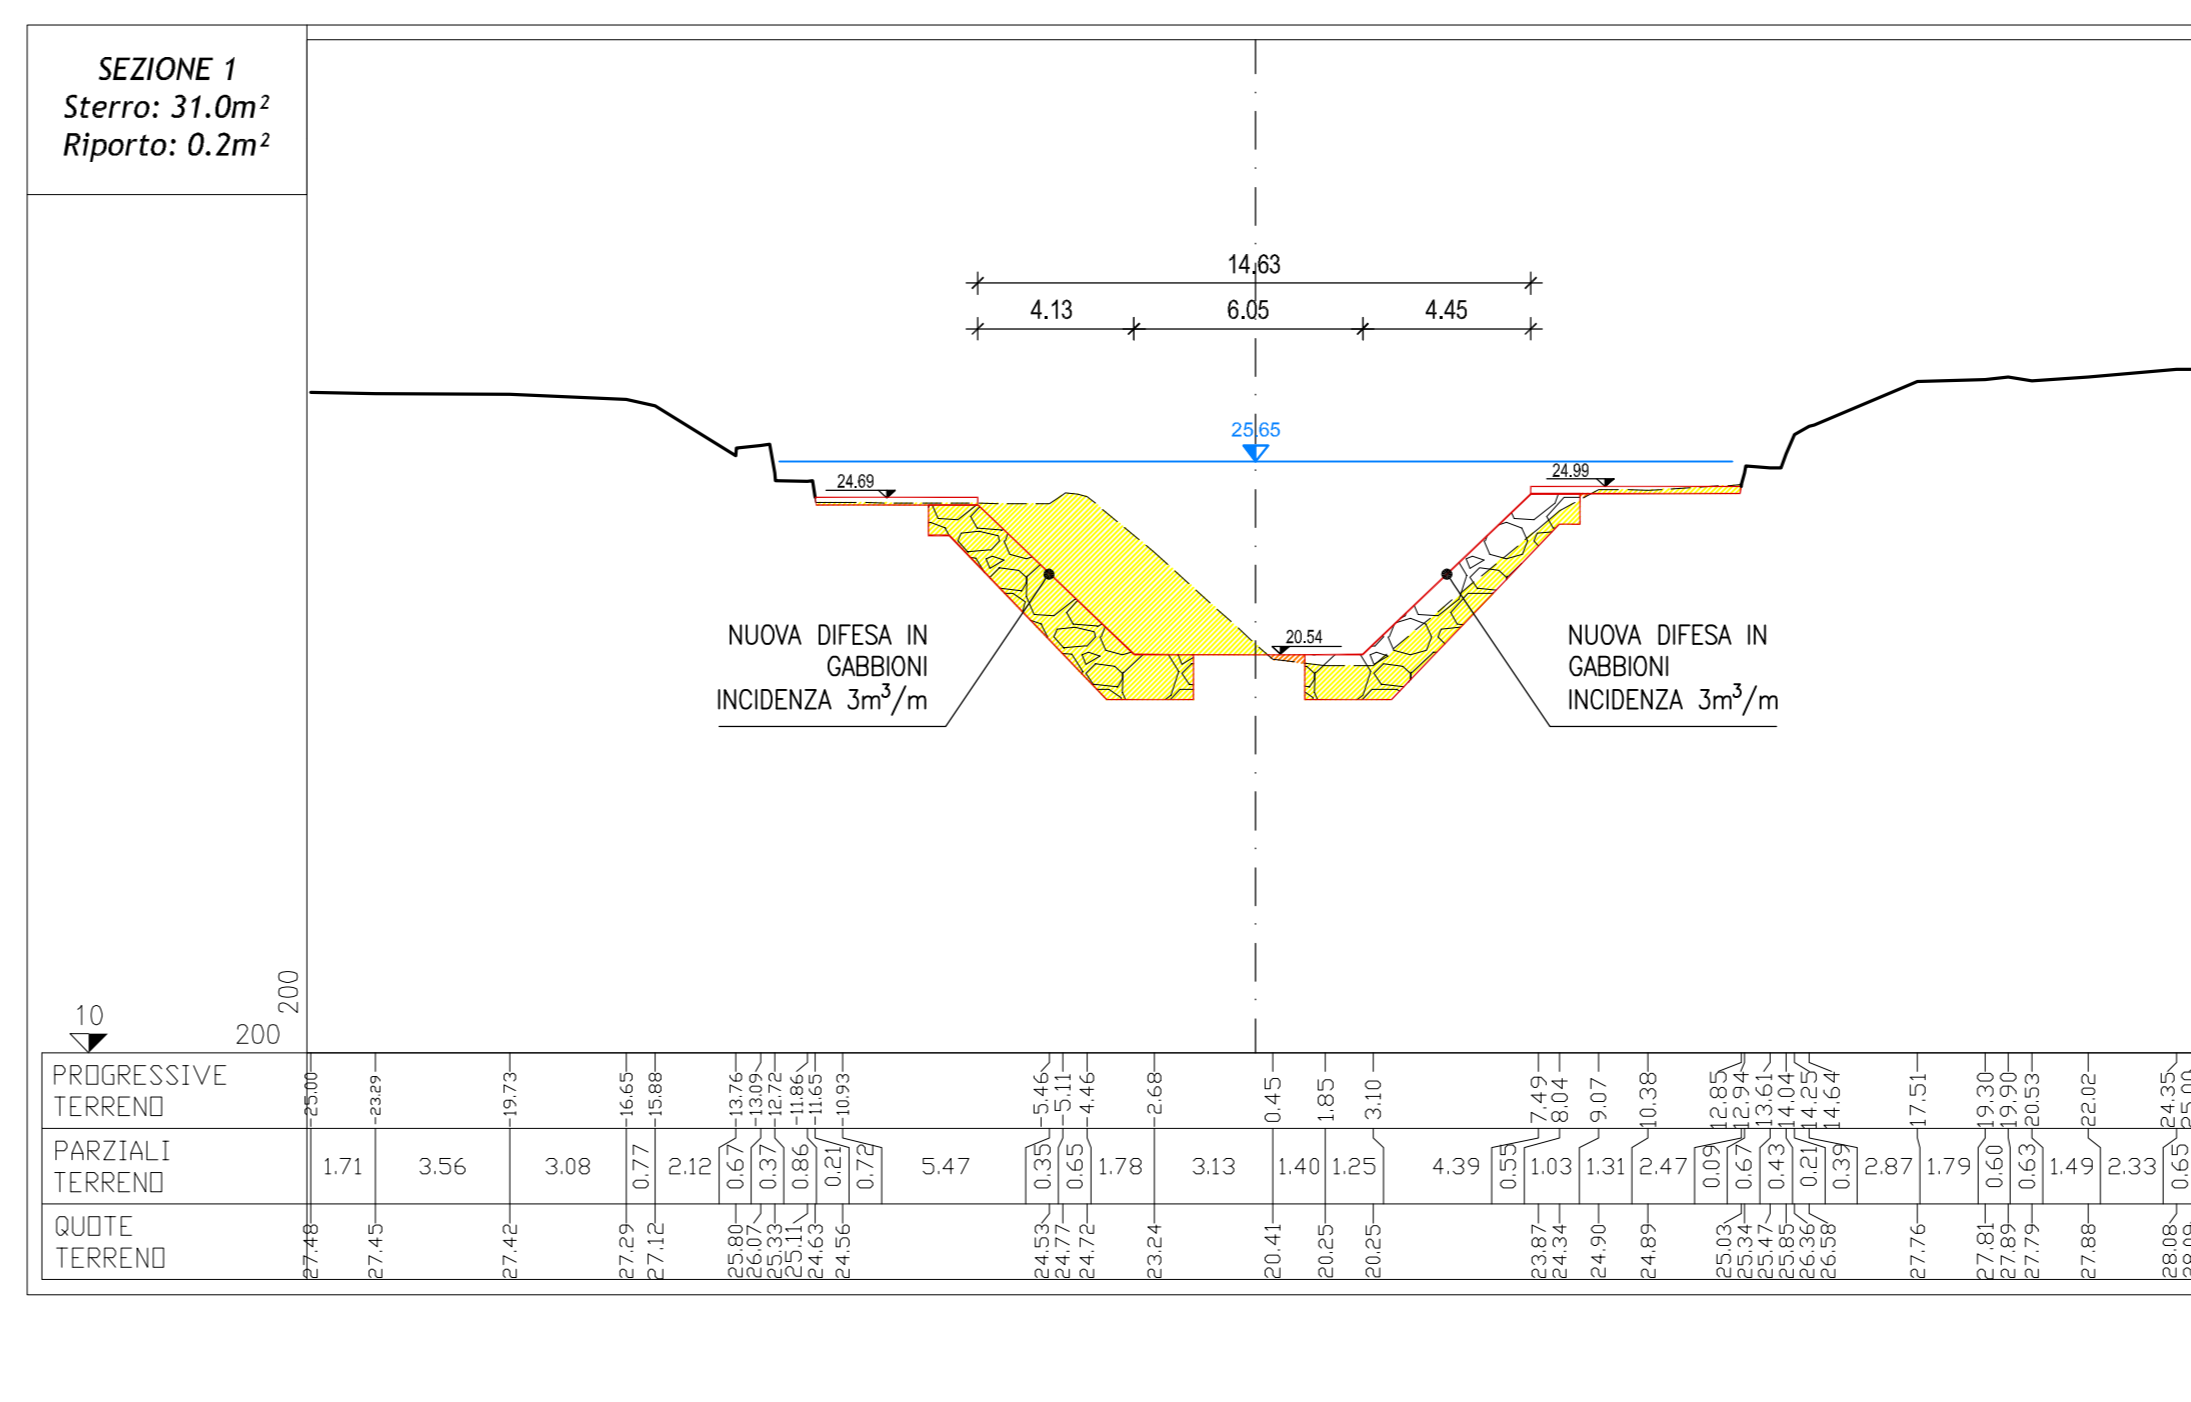 SEZIONE 1
Sterro: 31.0m²
Riporto: 0.2m²
14.63
4.13 6.05 4.45
25.65
24.69 24.99
20.54
NUOVA DIFESA IN
GABBIONI
INCIDENZA 3m³/m
NUOVA DIFESA IN
GABBIONI
INCIDENZA 3m³/m
200
10
200
PROGRESSIVE
TERRENO
-25.00 -23.29 -19.73 -16.65 -15.88 -13.76 -13.09 -12.72 -11.86 -11.65 -10.93 -5.46 -5.11 -4.46 -2.68 0.45 1.85 3.10 7.49 8.04 9.07 10.38 12.85 12.94 13.61 14.04 14.25 14.64 17.51 19.30 19.90 20.53 22.02 24.35 25.00
PARZIALI
TERRENO
1.71 3.56 3.08 0.77 2.12 0.67 0.37 0.86 0.21 0.72 5.47 0.35 0.65 1.78 3.13 1.40 1.25 4.39 0.55 1.03 1.31 2.47 0.09 0.67 0.43 0.21 0.39 2.87 1.79 0.60 0.63 1.49 2.33 0.65
QUOTE
TERRENO
27.48 27.45 27.42 27.29 27.12 25.80 26.07 25.33 25.11 24.63 24.56 24.53 24.77 24.72 23.24 20.41 20.25 20.25 23.87 24.34 24.90 24.89 25.03 25.34 25.47 25.85 26.36 26.58 27.76 27.81 27.89 27.79 27.88 28.08